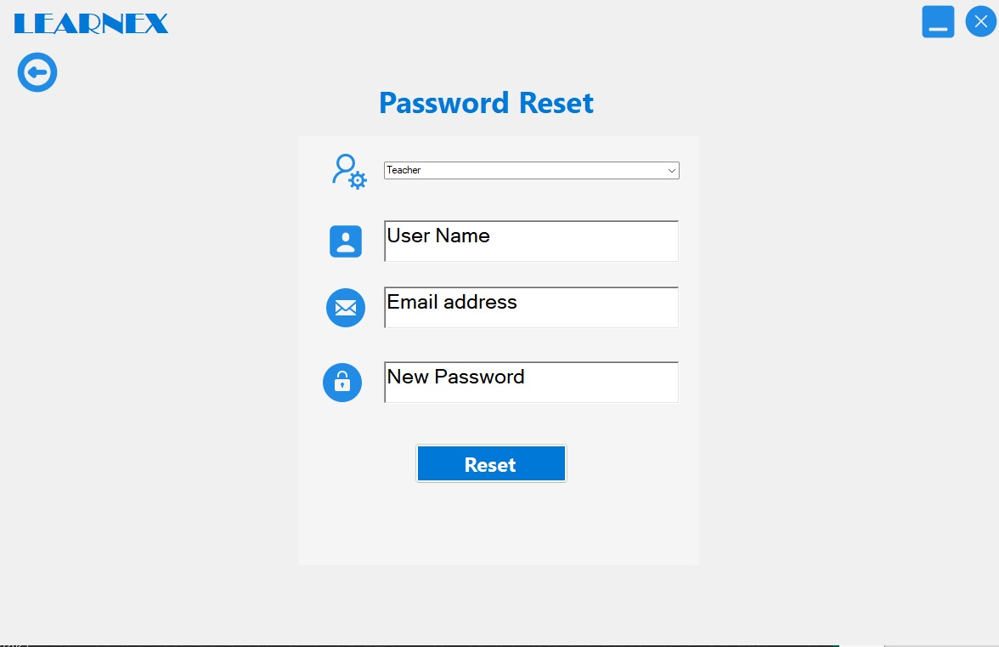 LEARNEX
Password Reset
Teacher
User Name
Email address
New Password
Reset